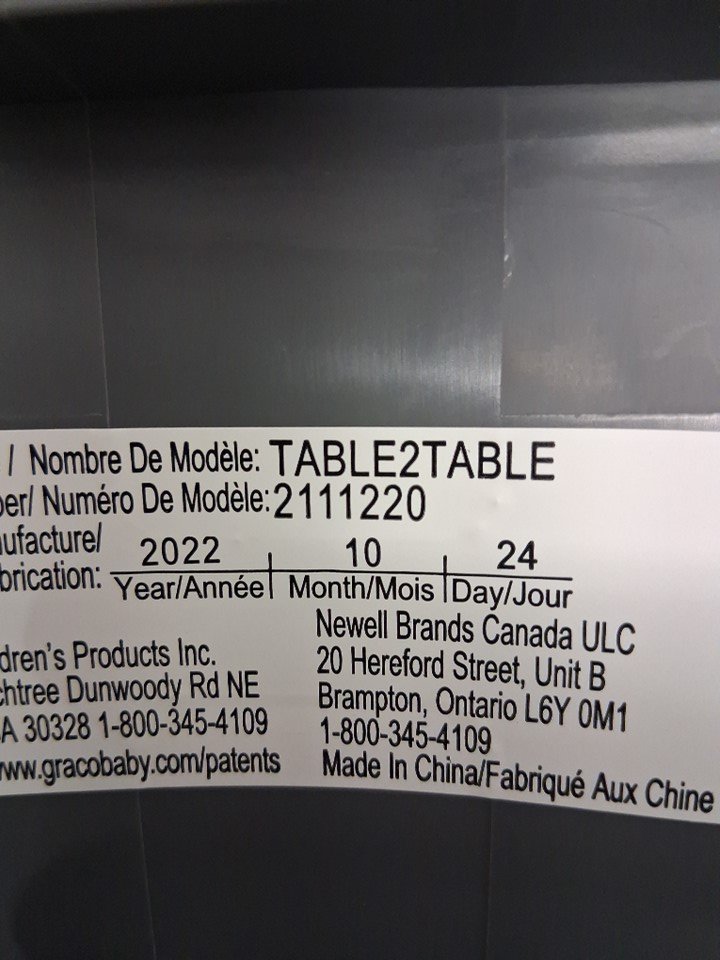 / Nombre De Modèle: TABLE2TABLE
er/ Numéro De Modèle: 2111220
ufacture/
brication:
2022 10 24
Year/Année Month/Mois Day/Jour
dren's Products Inc.
htree Dunwoody Rd NE
A 30328 1-800-345-4109
www.gracobaby.com/patents
Newell Brands Canada ULC
20 Hereford Street, Unit B
Brampton, Ontario L6Y 0M1
1-800-345-4109
Made In China/Fabriqué Aux Chine